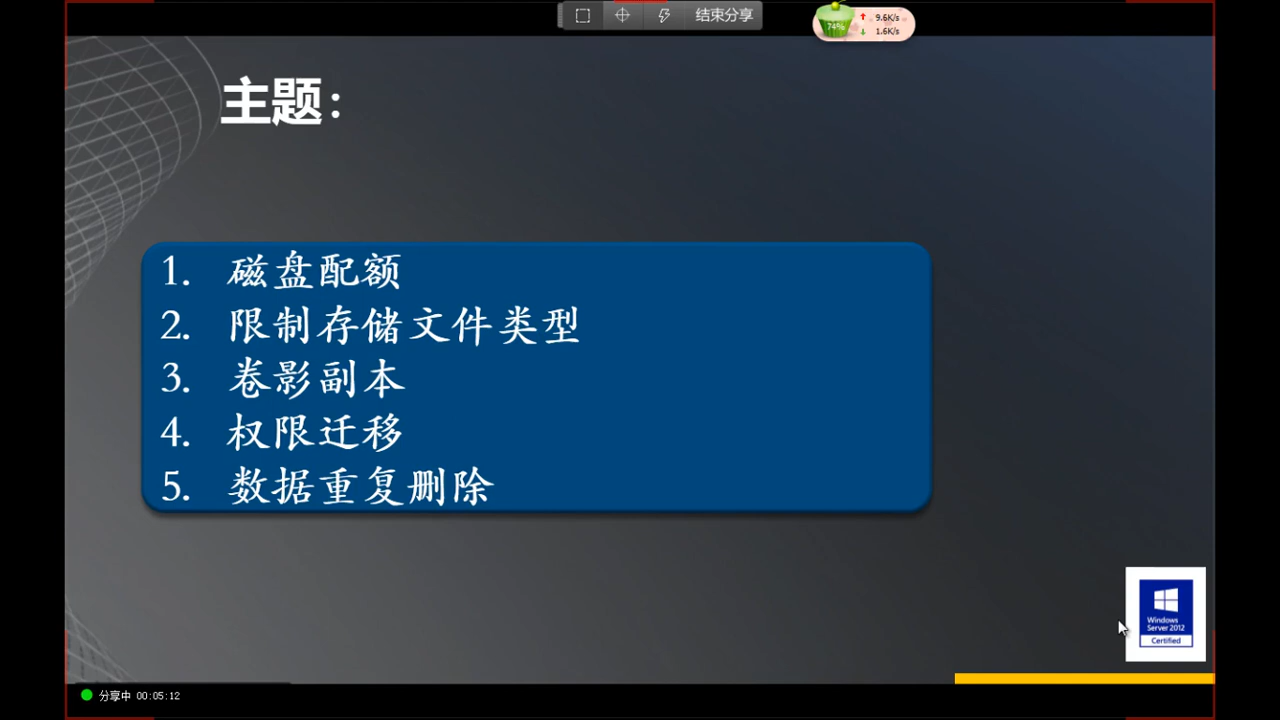 结束分享
74%
9.6K/s
1.6K/s
主题：
1. 磁盘配额
2. 限制存储文件类型
3. 卷影副本
4. 权限迁移
5. 数据重复删除
Windows
Server 2012
Certified
分享中 00:05:12